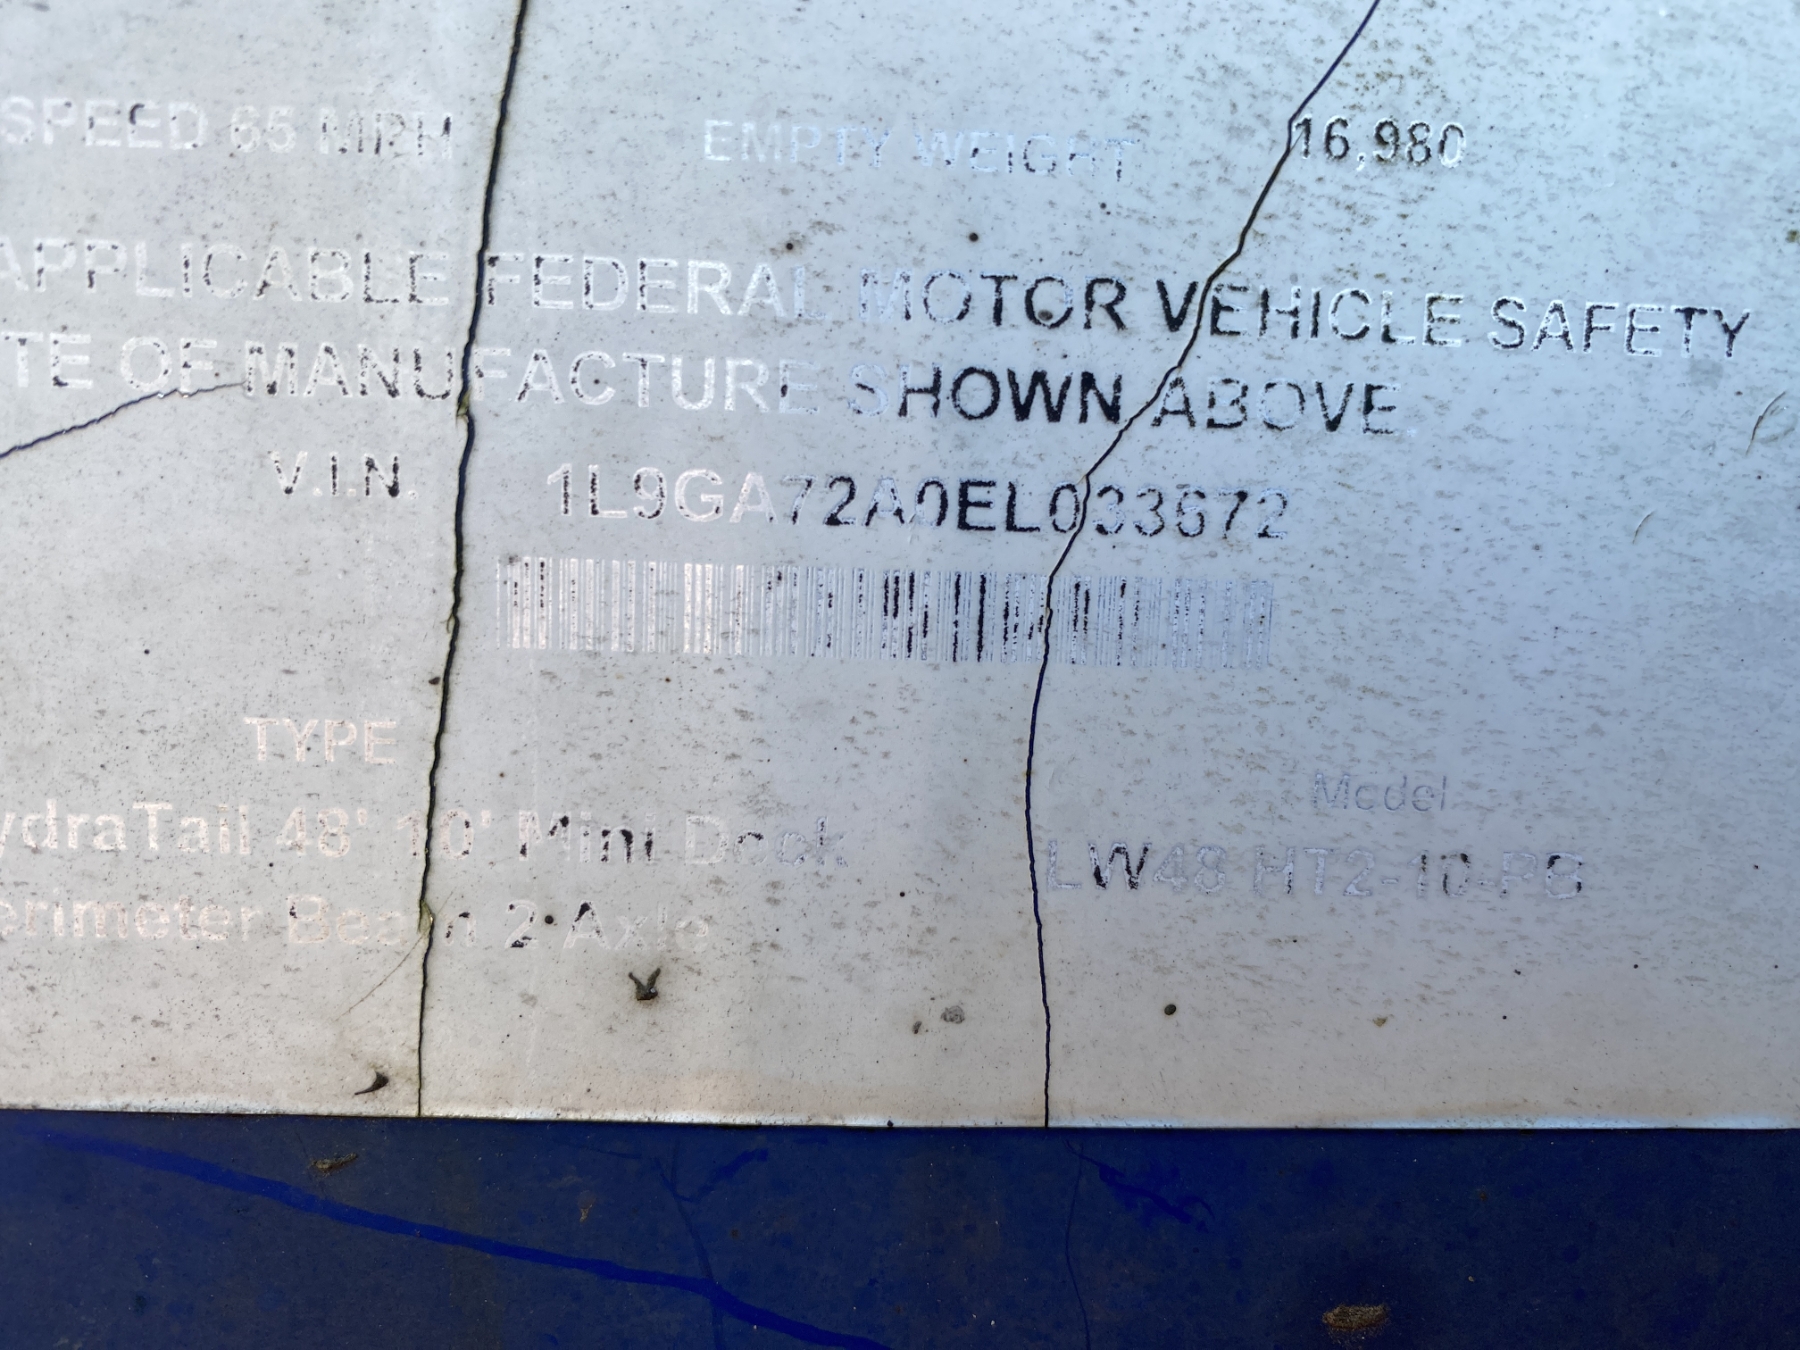 SPEED 65 MPH EMPTY WEIGHT 16,980
APPLICABLE FEDERAL MOTOR VEHICLE SAFETY
TE OF MANUFACTURE SHOWN ABOVE.
V.I.N. 1L9GA72A0EL033672
TYPE
Model
ydraTail 48' 10' Mini Deck
LW48 HT2-10-PB
erimeter Beam 2 Axle